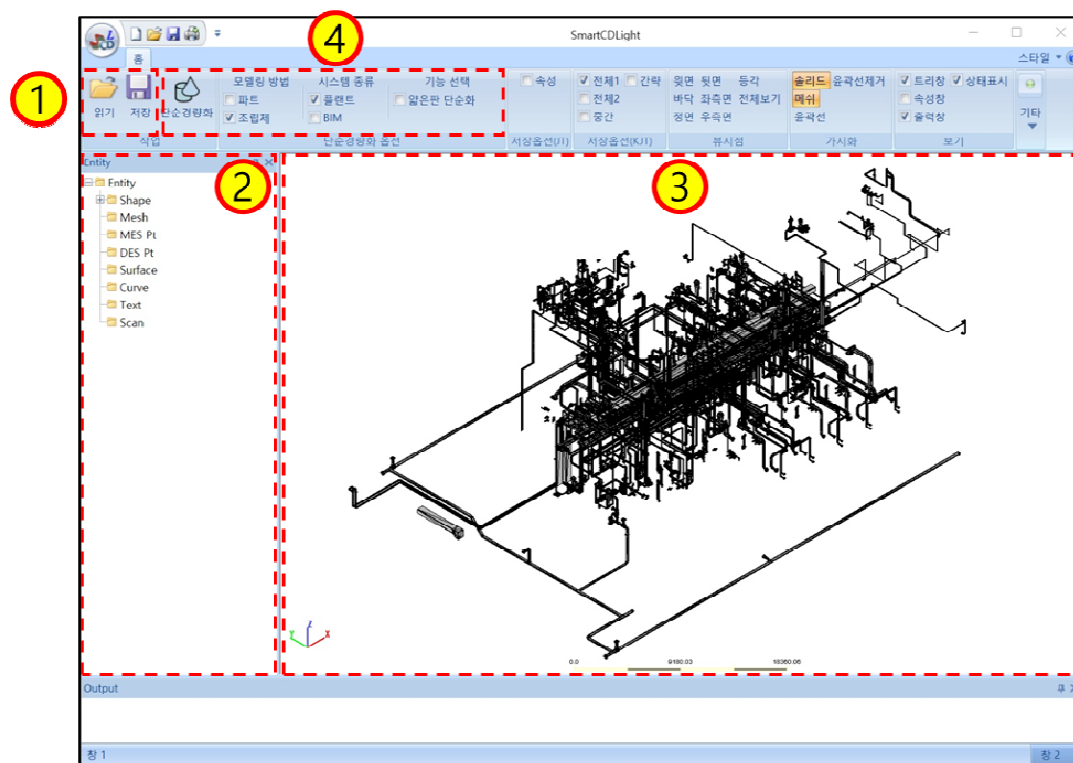 SmartCDLight
4
홈
스타일
1
읽기 저장 단순경량화
모델링 방법 시스템 종류 기능 선택
파트 플랜트 얇은판 단순화
조립체 BIM
속성 전체1 간략
전체2
중간
윗면 뒷면 등각
바닥 좌측면 전체보기
정면 우측면
솔리드 윤곽선제거
메쉬
윤곽선
트리창 상태표시
속성창
출력창
기타
작업 단순경량화 옵션 저장옵션(JT) 뷰시점 가시화 보기
Entity
2
3
Entity
Shape
Mesh
MES Pt
DES Pt
Surface
Curve
Text
Scan
Z
Y X
0.0 9180.03 18360.06
Output
창 1 창 2